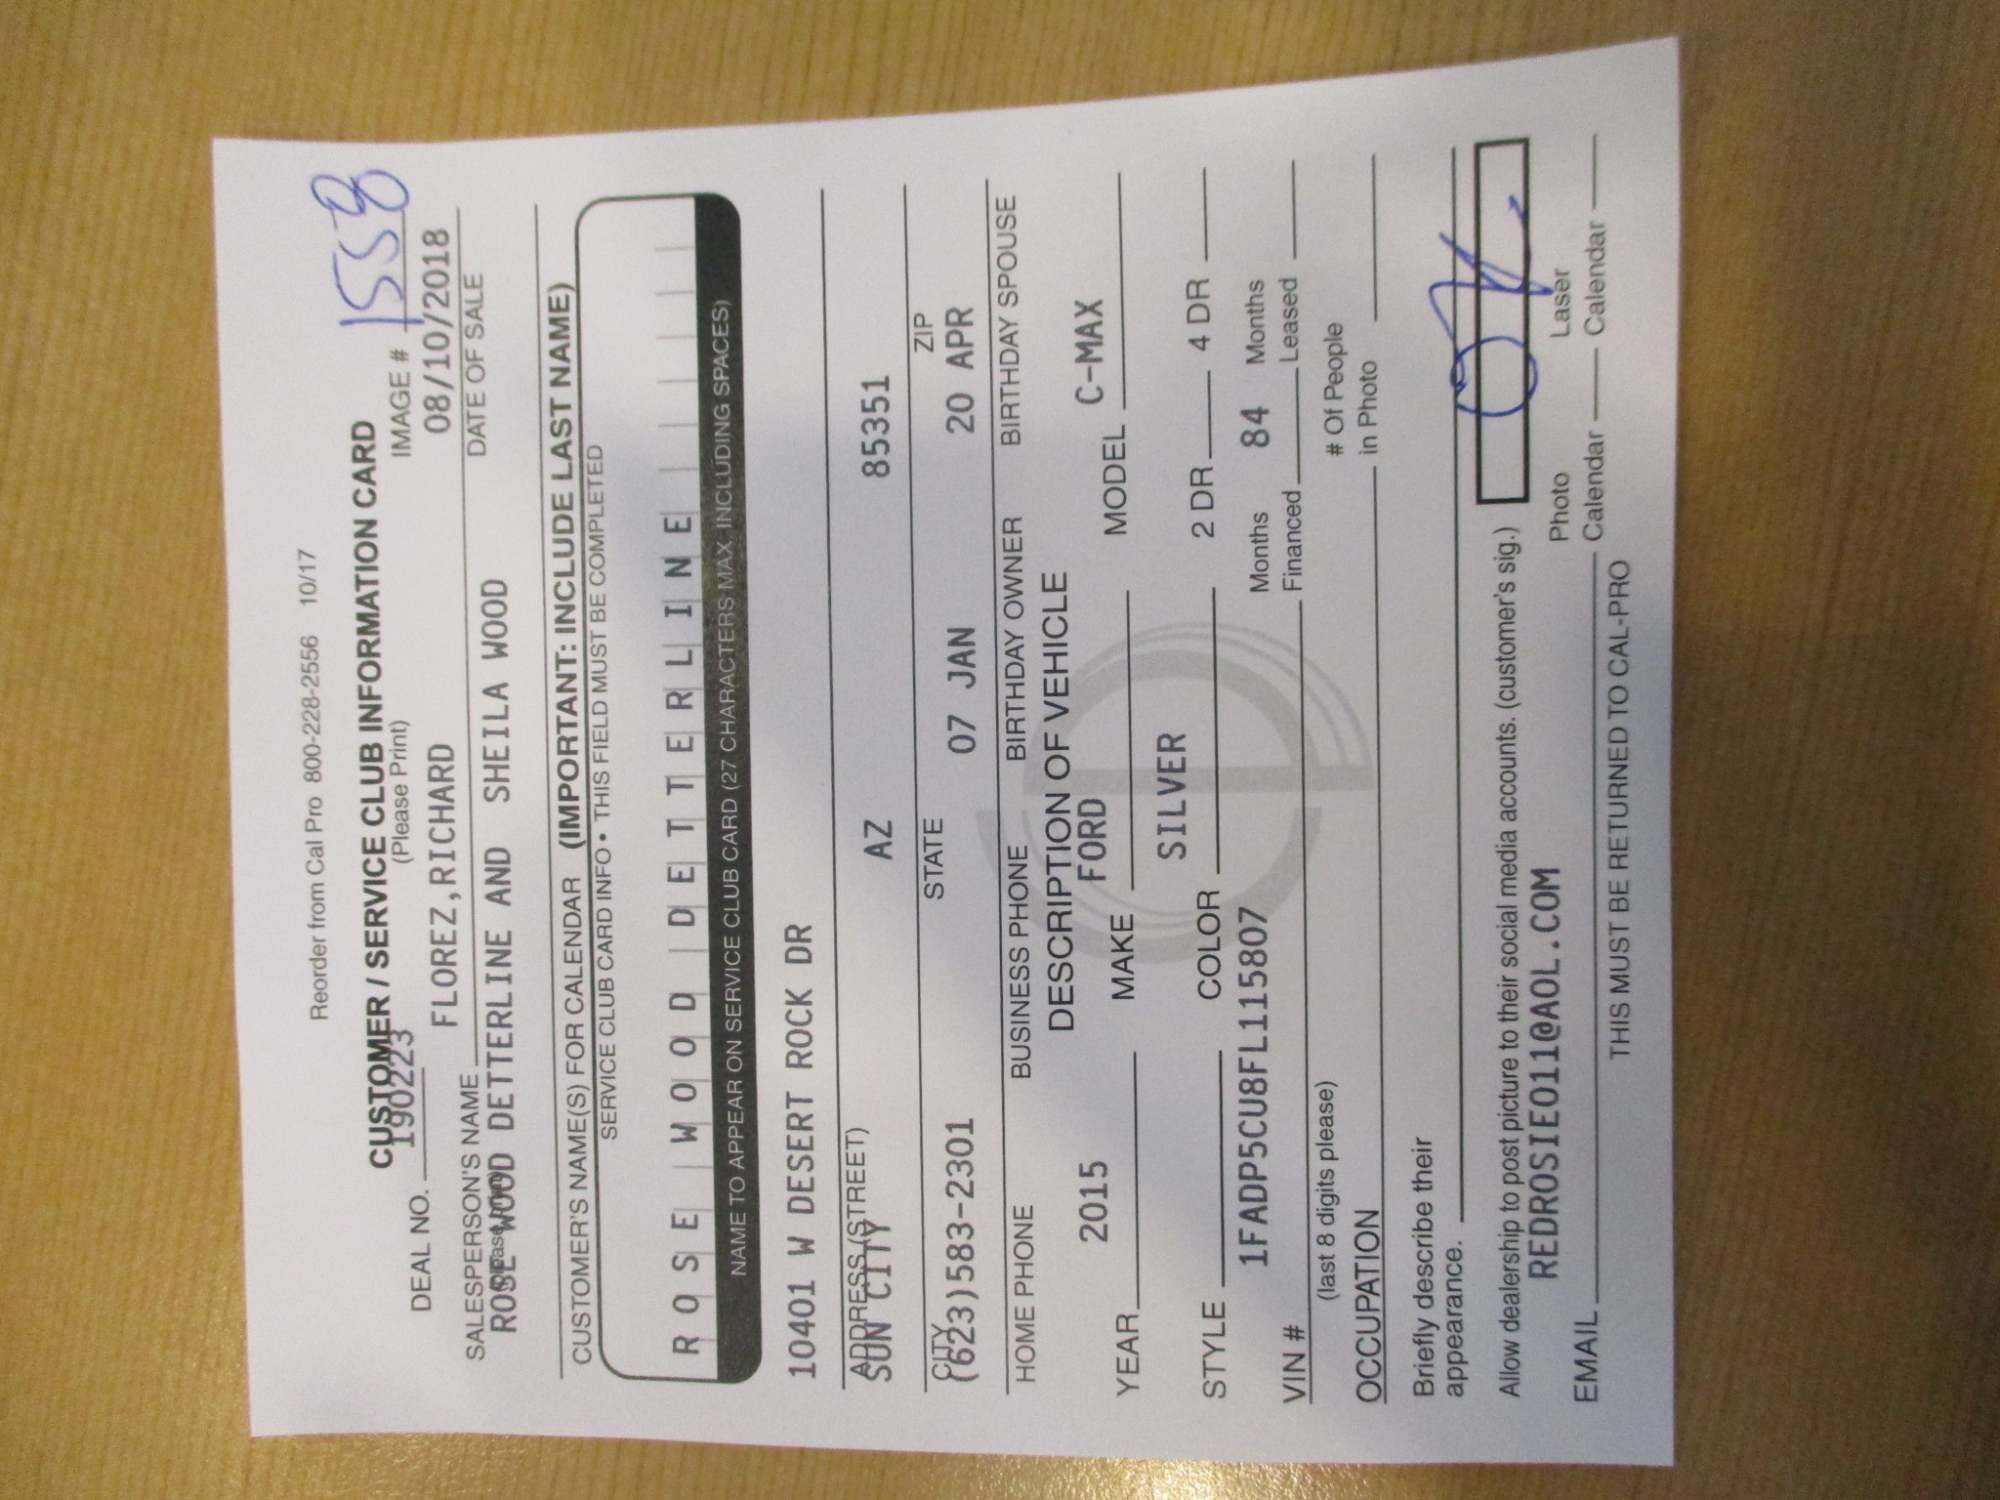 Reorder from Cal Pro 800-228-2556 10/17
CUSTOMER / SERVICE CLUB INFORMATION CARD
(Please Print)
IMAGE # 1558
DEAL NO. 1902223
08/10/2018
FLOREZ,RICHARD
SALESPERSON'S NAME DATE OF SALE
ROSE WOOD DETTERLINE AND SHEILA WOOD
CUSTOMER'S NAME(S) FOR CALENDAR (IMPORTANT: INCLUDE LAST NAME)
SERVICE CLUB CARD INFO • THIS FIELD MUST BE COMPLETED
ROSE WOOD DETTERLINE
NAME TO APPEAR ON SERVICE CLUB CARD (27 CHARACTERS MAX, INCLUDING SPACES)
10401 W DESERT ROCK DR
ADDRESS (STREET)
SUN CITY AZ 85351
CITY STATE ZIP
(623)583-2301 07 JAN 20 APR
HOME PHONE BUSINESS PHONE BIRTHDAY OWNER BIRTHDAY SPOUSE
DESCRIPTION OF VEHICLE
YEAR 2015 MAKE FORD MODEL C-MAX
STYLE COLOR SILVER 2 DR 4 DR
VIN # 1FADP5CU8FL115807 Months Financed 84 Months Leased
(last 8 digits please)
OCCUPATION # Of People in Photo
Briefly describe their
appearance.
Allow dealership to post picture to their social media accounts. (customer's sig.)
EMAIL REDROSIE011@AOL.COM Photo Calendar Laser Calendar
THIS MUST BE RETURNED TO CAL-PRO